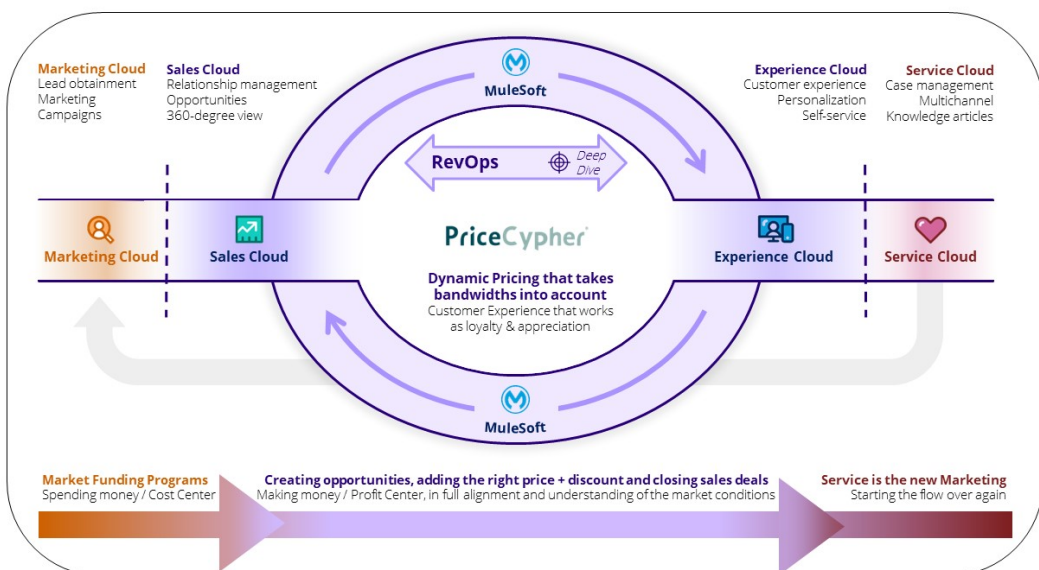 Marketing Cloud
Lead obtainment
Marketing
Campaigns
Sales Cloud
Relationship management
Opportunities
360-degree view
MuleSoft
Experience Cloud
Customer experience
Personalization
Self-service
Service Cloud
Case management
Multichannel
Knowledge articles
RevOps
Deep
Dive
Marketing Cloud
Sales Cloud
PriceCypher
Dynamic Pricing that takes
bandwidths into account
Customer Experience that works
as loyalty & appreciation
Experience Cloud
Service Cloud
MuleSoft
Market Funding Programs
Spending money / Cost Center
Creating opportunities, adding the right price + discount and closing sales deals
Making money / Profit Center, in full alignment and understanding of the market conditions
Service is the new Marketing
Starting the flow over again